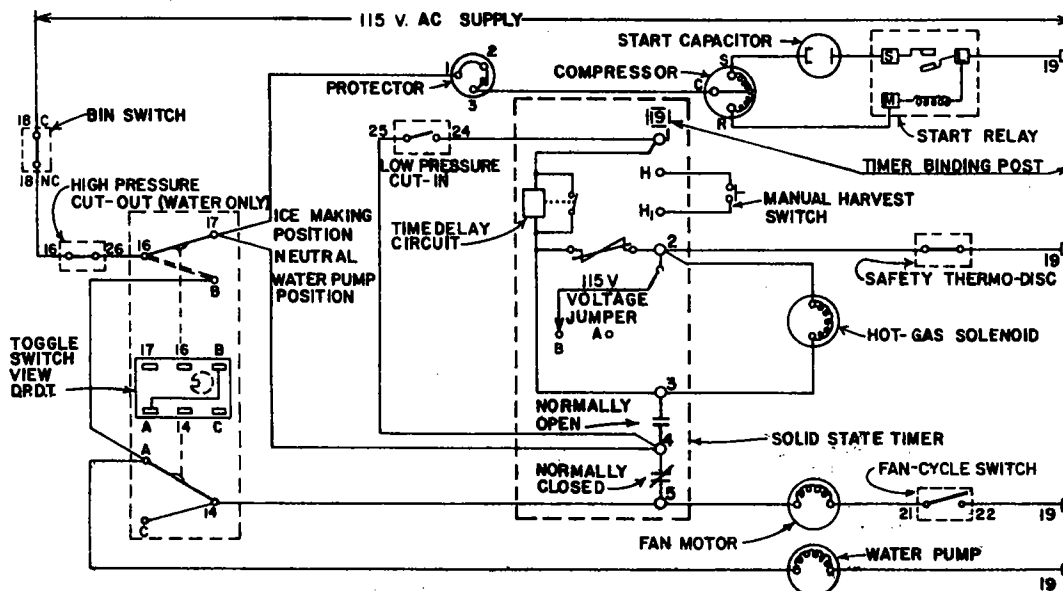 115 V. AC SUPPLY
START CAPACITOR
S
L
19
2
1
3
PROTECTOR
COMPRESSOR
S
C
R
M
START RELAY
18 C
BIN SWITCH
18 NC
25
24
LOW PRESSURE
CUT-IN
19
TIMER BINDING POST
HIGH PRESSURE
CUT-OUT (WATER ONLY)
16
26
16
17
ICE MAKING
POSITION
NEUTRAL
WATER PUMP
POSITION
B
TIME DELAY
CIRCUIT
H
H1
MANUAL HARVEST
SWITCH
2
19
SAFETY THERMO-DISC
115 V
VOLTAGE
JUMPER
B
A
HOT-GAS SOLENOID
TOGGLE
SWITCH
VIEW
D.P.D.T.
17
16
B
A
14
C
3
NORMALLY
OPEN
4
SOLID STATE TIMER
A
NORMALLY
CLOSED
FAN-CYCLE SWITCH
14
C
5
21
22
19
FAN MOTOR
WATER PUMP
19